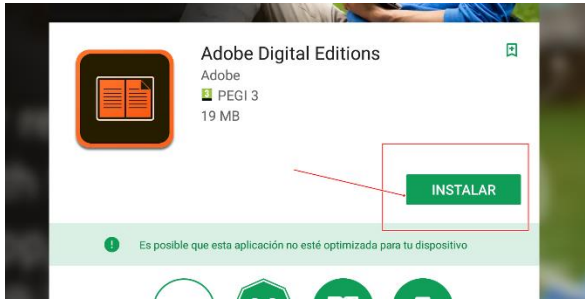 Adobe Digital Editions
Adobe
3 PEGI 3
19 MB
INSTALAR
! Es posible que esta aplicación no esté optimizada para tu dispositivo